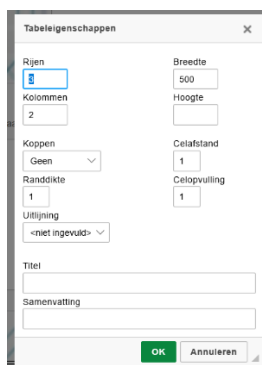 Tabeleigenschappen
Rijen Breedte
3 500
Kolommen Hoogte
2
Koppen Celafstand
Geen 1
Randdikte Celopvulling
1 1
Uitlijning
<niet ingevuld>
Titel
Samenvatting
OK Annuleren